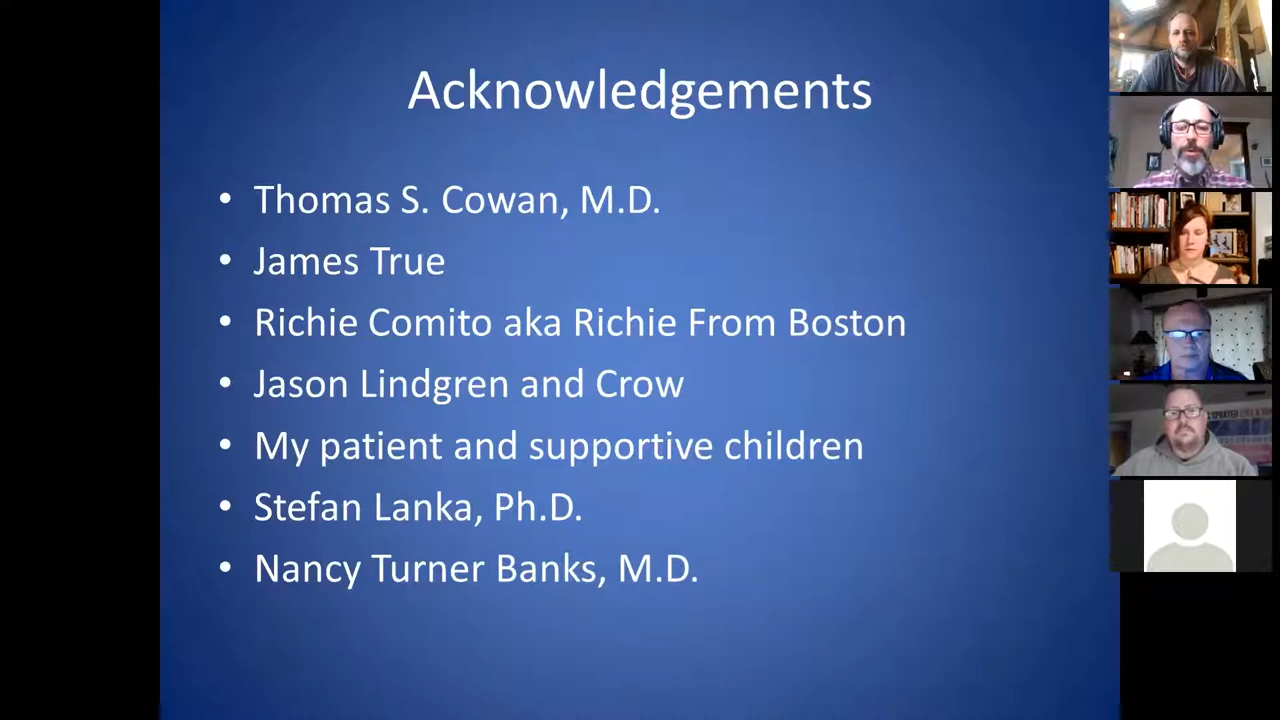 Acknowledgements
• Thomas S. Cowan, M.D.
• James True
• Richie Comito aka Richie From Boston
• Jason Lindgren and Crow
• My patient and supportive children
• Stefan Lanka, Ph.D.
• Nancy Turner Banks, M.D.